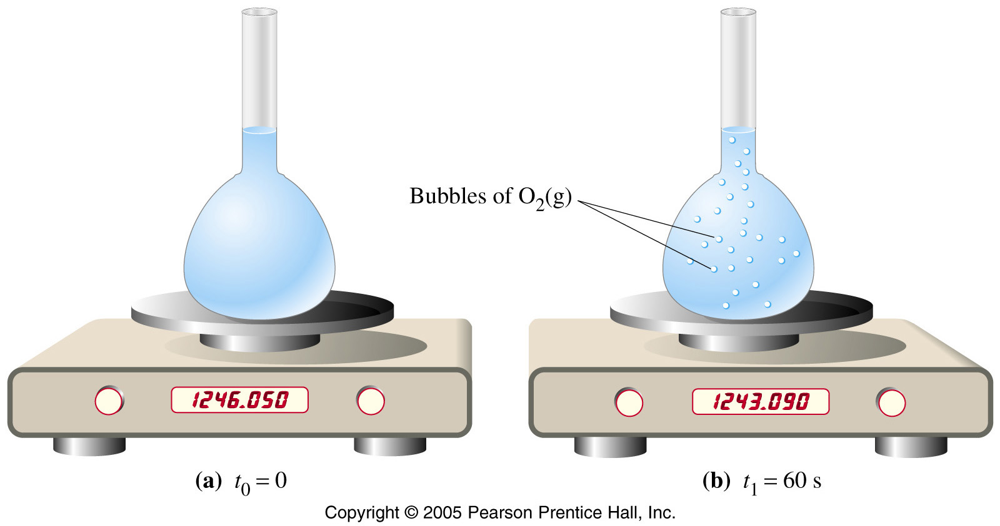 Bubbles of O₂(g)
1246.050
1243.090
(a) t₀ = 0
(b) t₁ = 60 s
Copyright © 2005 Pearson Prentice Hall, Inc.